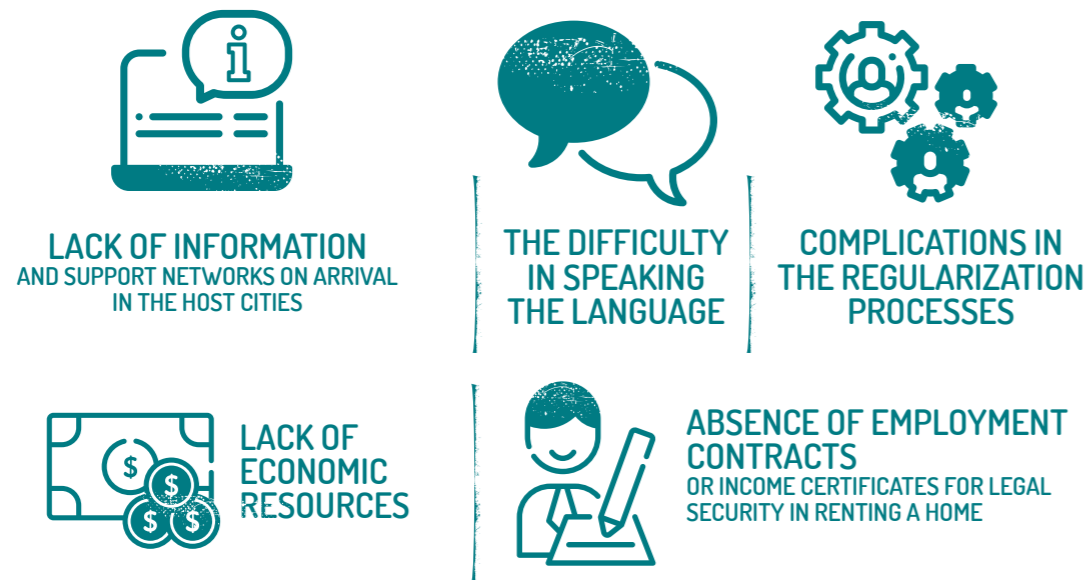 LACK OF INFORMATION
AND SUPPORT NETWORKS ON ARRIVAL
IN THE HOST CITIES
THE DIFFICULTY
IN SPEAKING
THE LANGUAGE
COMPLICATIONS IN
THE REGULARIZATION
PROCESSES
$
$
$
$
LACK OF
ECONOMIC
RESOURCES
ABSENCE OF EMPLOYMENT
CONTRACTS
OR INCOME CERTIFICATES FOR LEGAL
SECURITY IN RENTING A HOME